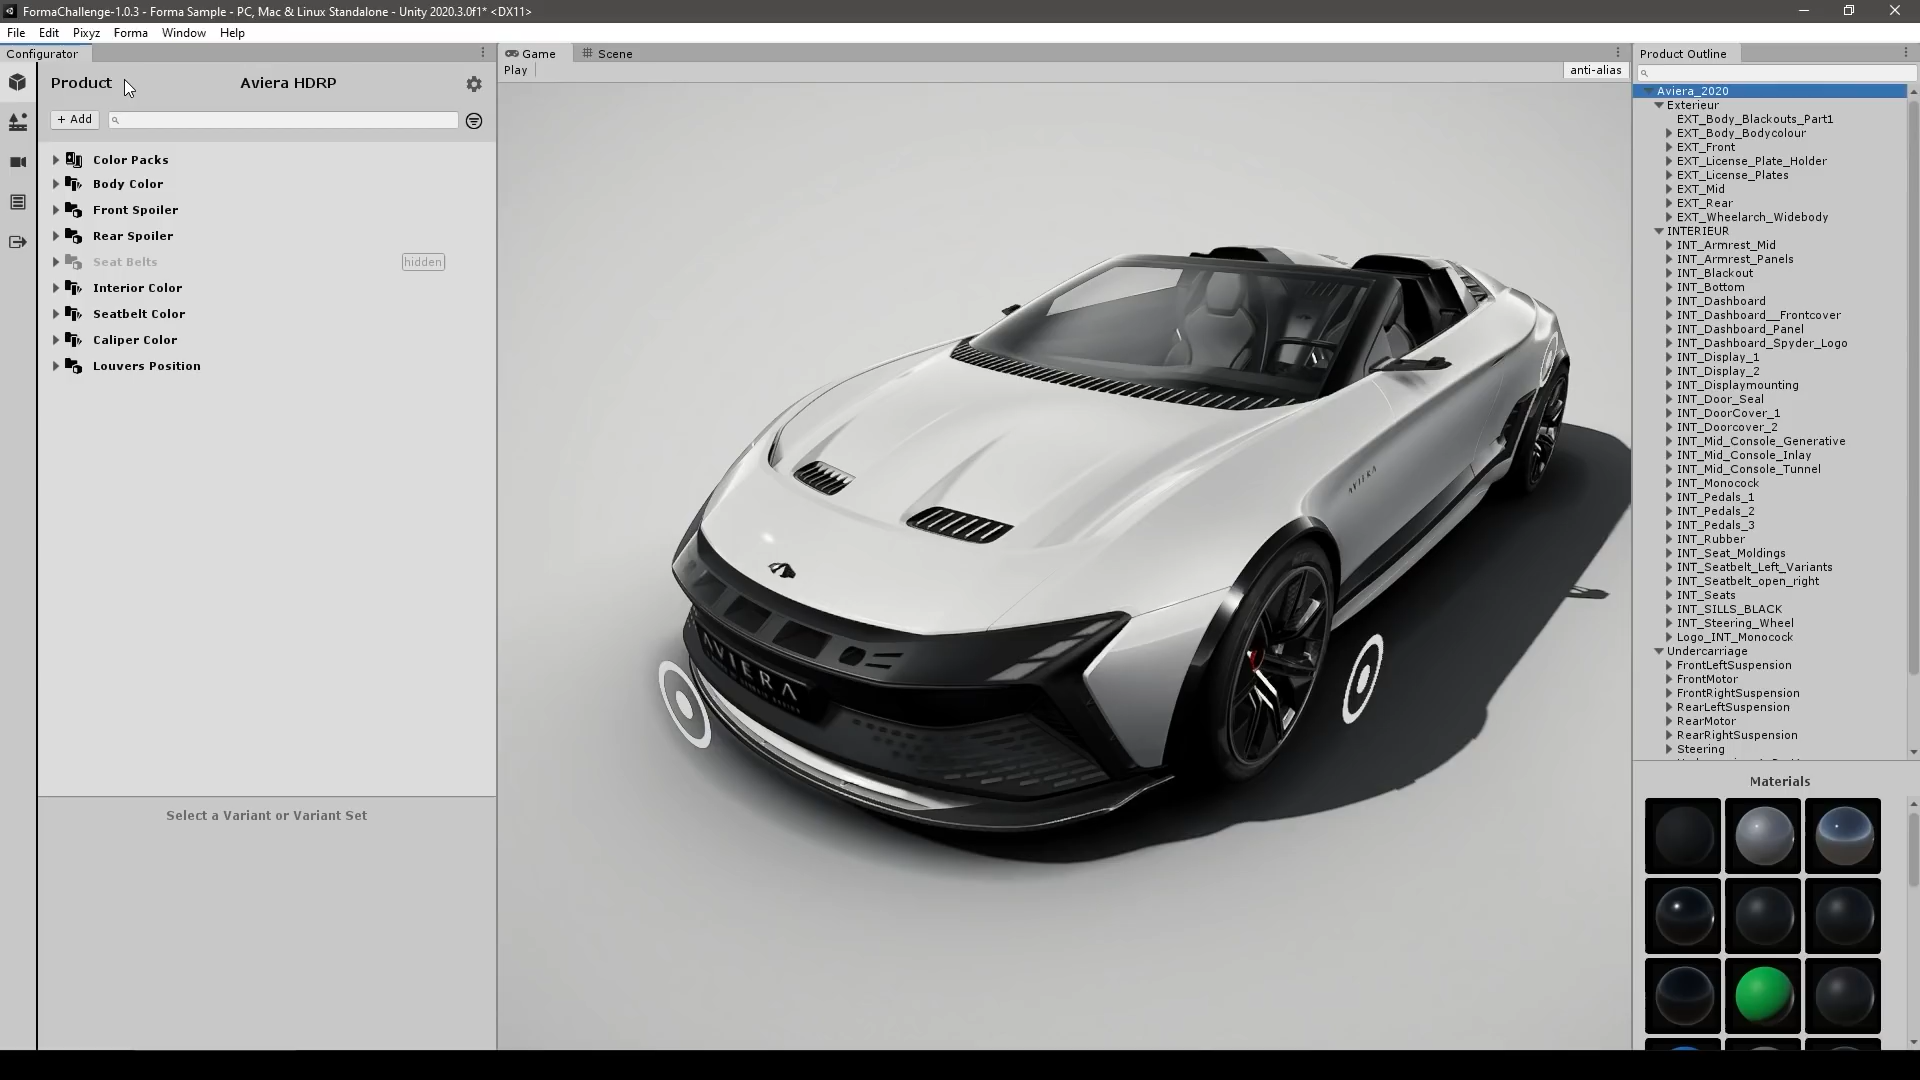 FormaChallenge-1.0.3 - Forma Sample - PC, Mac & Linux Standalone - Unity 2020.3.0f1* <DX11>
File Edit Pixyz Forma Window Help
Configurator
Product Aviera HDRP
+ Add
Color Packs
Body Color
Front Spoiler
Rear Spoiler
Seat Belts hidden
Interior Color
Seatbelt Color
Caliper Color
Louvers Position
Select a Variant or Variant Set
Game Scene
Play anti-alias
AVIERA
AVIERA
Product Outline
Aviera_2020
Exterieur
EXT_Body_Blackouts_Part1
EXT_Body_Bodycolour
EXT_Front
EXT_License_Plate_Holder
EXT_License_Plates
EXT_Mid
EXT_Rear
EXT_Wheelarch_Widebody
INTERIEUR
INT_Armrest_Mid
INT_Armrest_Panels
INT_Blackout
INT_Bottom
INT_Dashboard
INT_Dashboard__Frontcover
INT_Dashboard_Panel
INT_Dashboard_Spyder_Logo
INT_Display_1
INT_Display_2
INT_Displaymounting
INT_Door_Seal
INT_DoorCover_1
INT_Doorcover_2
INT_Mid_Console_Generative
INT_Mid_Console_Inlay
INT_Mid_Console_Tunnel
INT_Monocock
INT_Pedals_1
INT_Pedals_2
INT_Pedals_3
INT_Rubber
INT_Seat_Moldings
INT_Seatbelt_Left_Variants
INT_Seatbelt_open_right
INT_Seats
INT_SILLS_BLACK
INT_Steering_Wheel
Logo_INT_Monocock
Undercarriage
FrontLeftSuspension
FrontMotor
FrontRightSuspension
RearLeftSuspension
RearMotor
RearRightSuspension
Steering
Materials